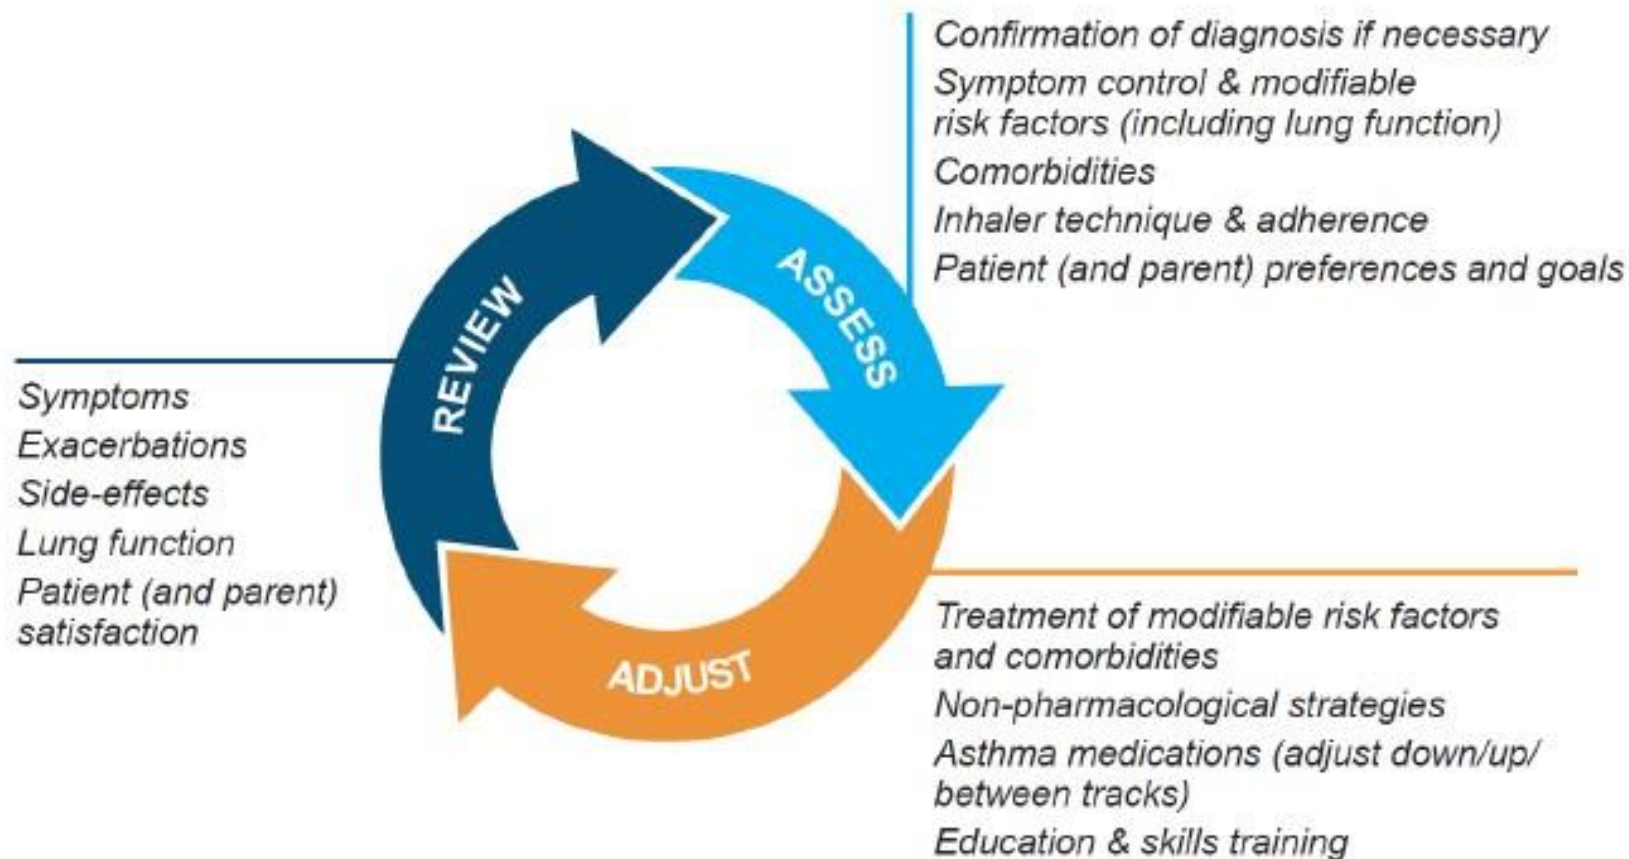 Confirmation of diagnosis if necessary
Symptom control & modifiable
risk factors (including lung function)
Comorbidities
Inhaler technique & adherence
Patient (and parent) preferences and goals
ASSESS
REVIEW
Symptoms
Exacerbations
Side-effects
Lung function
Patient (and parent)
satisfaction
ADJUST
Treatment of modifiable risk factors
and comorbidities
Non-pharmacological strategies
Asthma medications (adjust down/up/
between tracks)
Education & skills training